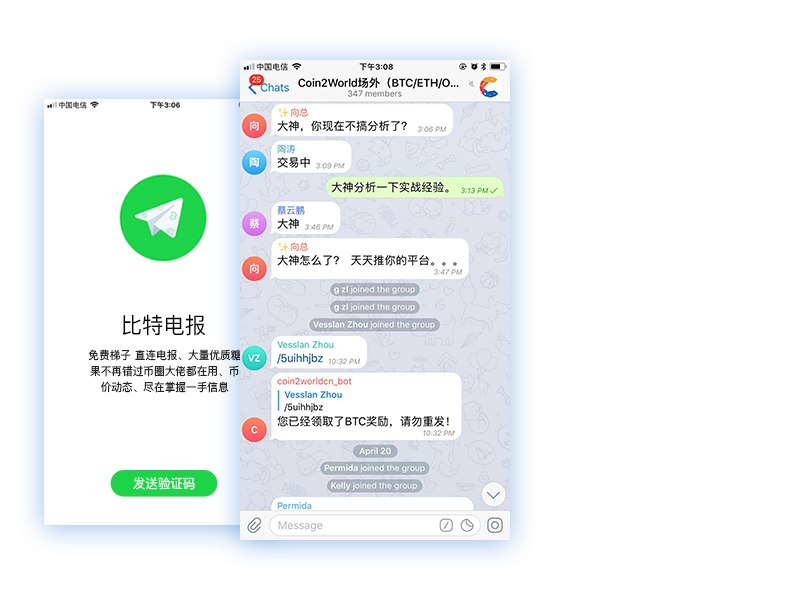 中国电信
下午3:06
比特电报
免费梯子 直连电报、大量优质糖
果不再错过币圈大佬都在用、币
价动态、尽在掌握一手信息
发送验证码
中国电信
下午3:08
25
Chats
Coin2World场外（BTC/ETH/O...
347 members
✨向总
向
大神，你现在不搞分析了？ 3:06 PM
陶涛
陶
交易中 3:09 PM
大神分析一下实战经验。 3:13 PM
蔡云鹏
蔡
大神 3:46 PM
✨向总
向
大神怎么了？ 天天推你的平台。。。
3:47 PM
g zl joined the group
g zl joined the group
Vesslan Zhou joined the group
Vesslan Zhou
VZ
/5uihhjbz 10:32 PM
coin2worldcn_bot
Vesslan Zhou
/5uihhjbz
C
您已经领取了BTC奖励，请勿重发！
10:32 PM
April 20
Permida joined the group
Kelly joined the group
Permida
Message